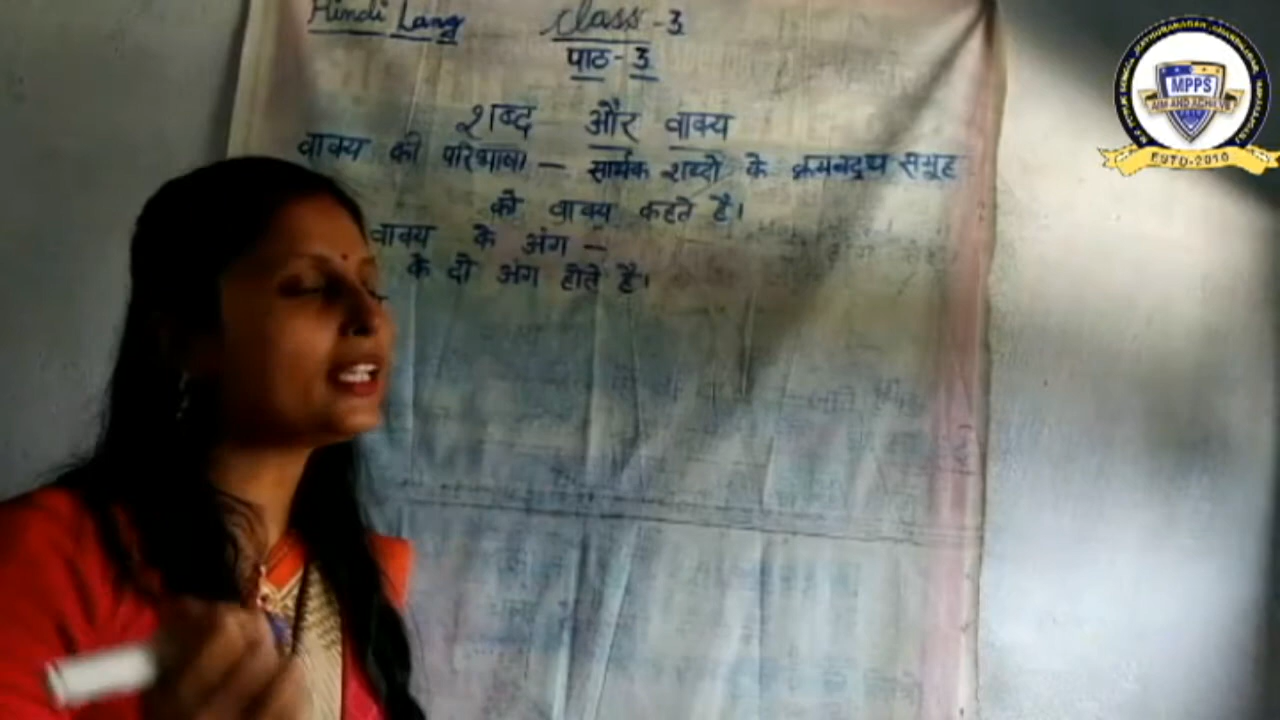 Hindi Lang
Class - 3
पाठ - 3
शब्द और वाक्य
वाक्य की परिभाषा — सार्थक शब्दों के क्रमबद्ध समूह
को वाक्य कहते है।
वाक्य के अंग —
के दो अंग होते है।
MPPS
AIM AND ACHIEVE
ESTD-2010